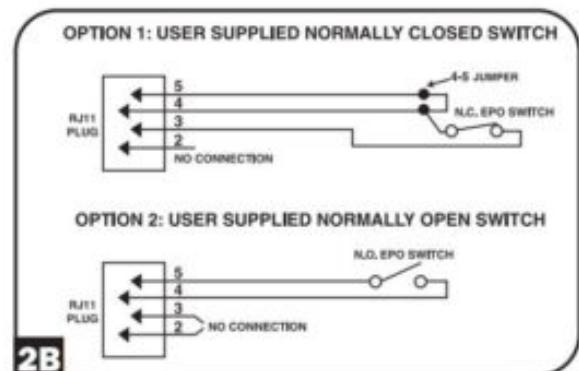 OPTION 1: USER SUPPLIED NORMALLY CLOSED SWITCH
4-5 JUMPER
5
4
3
2
RJ11
PLUG
N.C. EPO SWITCH
NO CONNECTION
OPTION 2: USER SUPPLIED NORMALLY OPEN SWITCH
N.O. EPO SWITCH
5
4
3
2
RJ11
PLUG
NO CONNECTION
2B